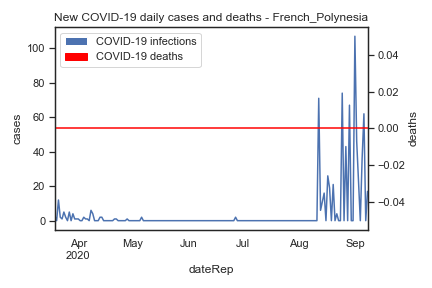 New COVID-19 daily cases and deaths - French_Polynesia
COVID-19 infections
COVID-19 deaths
100
80
60
40
20
0
cases
0.04
0.02
0.00
−0.02
−0.04
deaths
Apr May Jun Jul Aug Sep
2020
dateRep